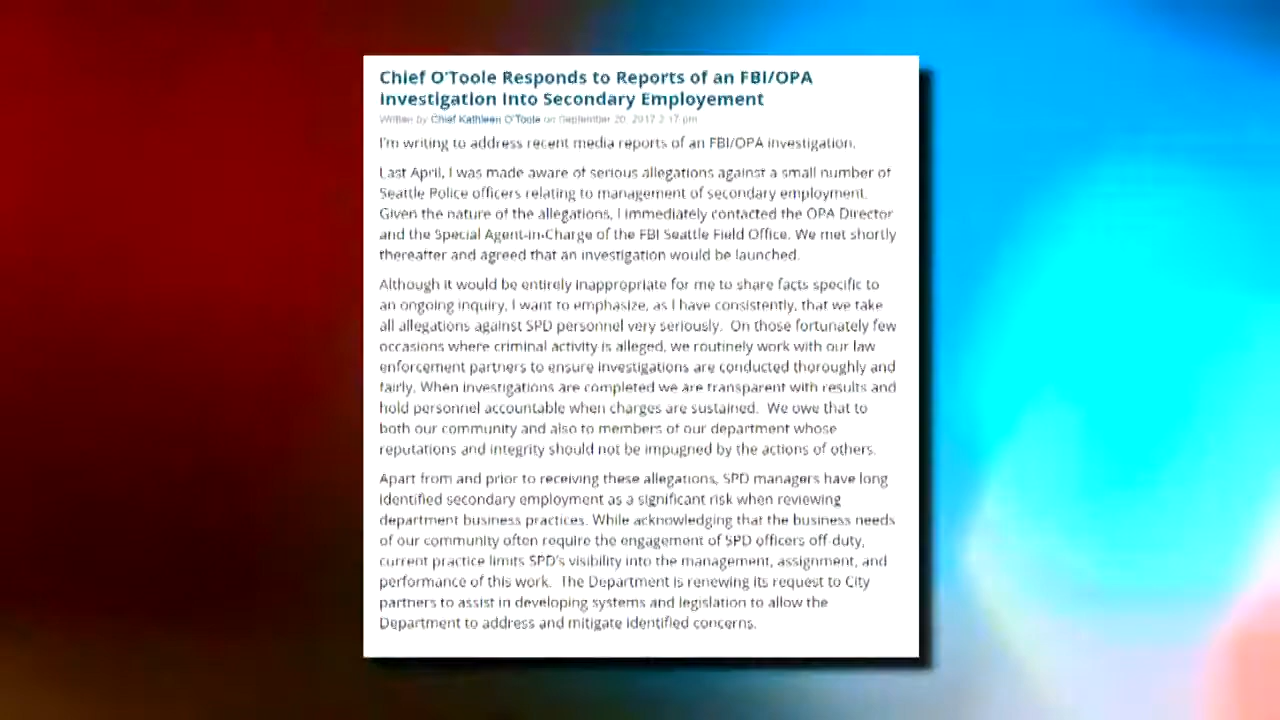 Chief O'Toole Responds to Reports of an FBI/OPA
Investigation Into Secondary Employement
Written by Chief Kathleen O'Toole on September 20, 2017 2:17 pm
I'm writing to address recent media reports of an FBI/OPA investigation.
Last April, I was made aware of serious allegations against a small number of
Seattle Police officers relating to management of secondary employment.
Given the nature of the allegations, I immediately contacted the OPA Director
and the Special Agent-in-Charge of the FBI Seattle Field Office. We met shortly
thereafter and agreed that an investigation would be launched.
Although it would be entirely inappropriate for me to share facts specific to
an ongoing inquiry, I want to emphasize, as I have consistently, that we take
all allegations against SPD personnel very seriously. On those fortunately few
occasions where criminal activity is alleged, we routinely work with our law
enforcement partners to ensure investigations are conducted thoroughly and
fairly. When investigations are completed we are transparent with results and
hold personnel accountable when charges are sustained. We owe that to
both our community and also to members of our department whose
reputations and integrity should not be impugned by the actions of others.
Apart from and prior to receiving these allegations, SPD managers have long
identified secondary employment as a significant risk when reviewing
department business practices. While acknowledging that the business needs
of our community often require the engagement of SPD officers off-duty,
current practice limits SPD's visibility into the management, assignment, and
performance of this work. The Department is renewing its request to City
partners to assist in developing systems and legislation to allow the
Department to address and mitigate identified concerns.